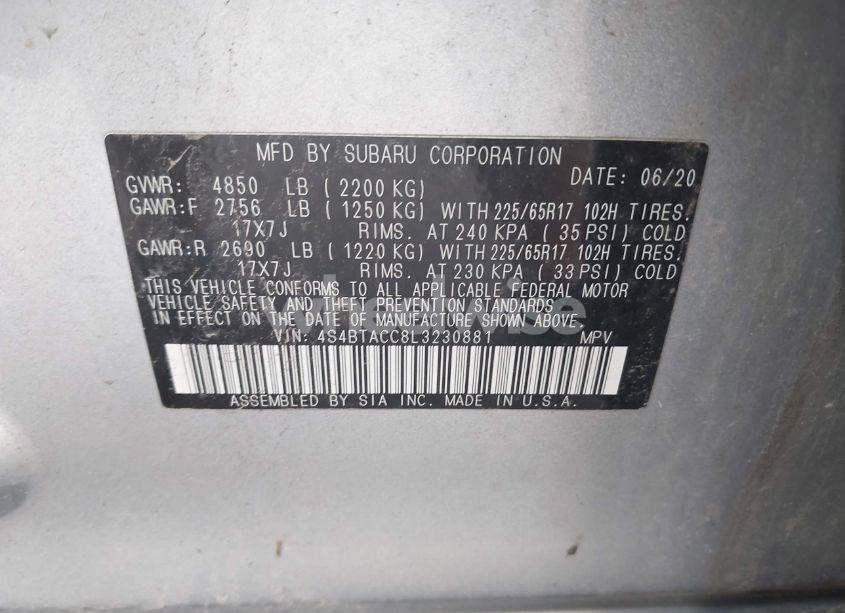 MFD BY SUBARU CORPORATION
DATE: 06/20
GVWR: 4850 LB ( 2200 KG)
GAWR:F 2756 LB ( 1250 KG) WITH 225/65R17 102H TIRES.
17X7J RIMS. AT 240 KPA ( 35 PSI) COLD
GAWR:R 2690 LB ( 1220 KG) WITH 225/65R17 102H TIRES.
17X7J RIMS. AT 230 KPA ( 33 PSI) COLD
THIS VEHICLE CONFORMS TO ALL APPLICABLE FEDERAL MOTOR
VEHICLE SAFETY AND THEFT PREVENTION STANDARDS
IN EFFECT ON THE DATE OF MANUFACTURE SHOWN ABOVE
VIN: 4S4BTACC8L3230881 MPV
ASSEMBLED BY SIA INC. MADE IN U.S.A.